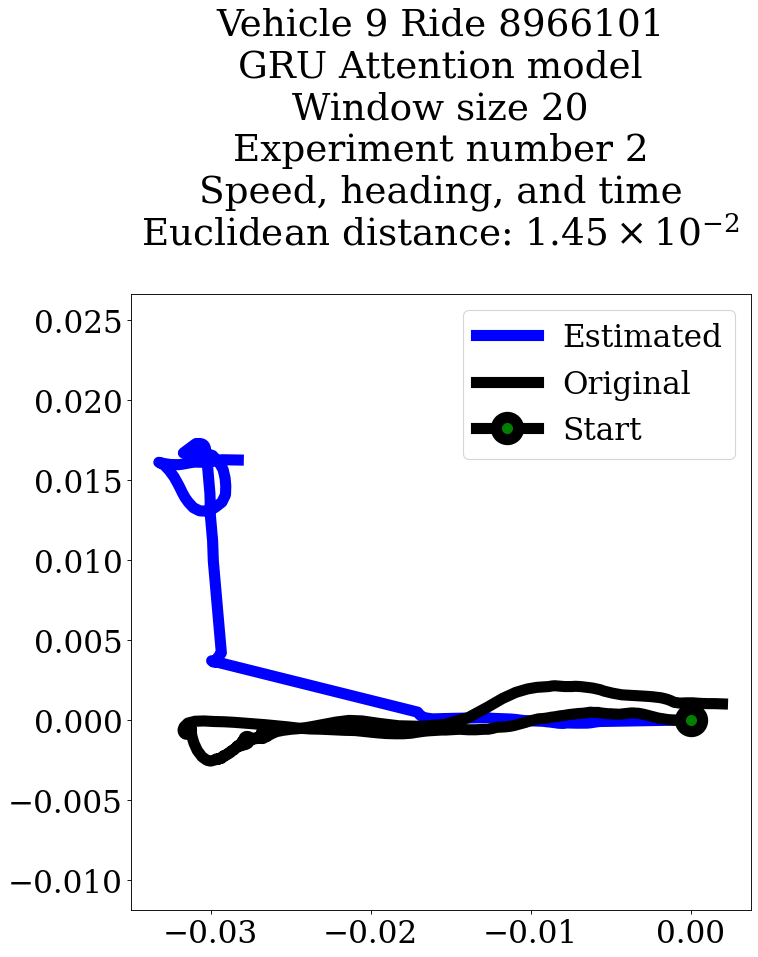 Vehicle 9 Ride 8966101
GRU Attention model
Window size 20
Experiment number 2
Speed, heading, and time
Euclidean distance: 1.45 × 10⁻²
Estimated
Original
Start
0.025
0.020
0.015
0.010
0.005
0.000
−0.005
−0.010
−0.03
−0.02
−0.01
0.00